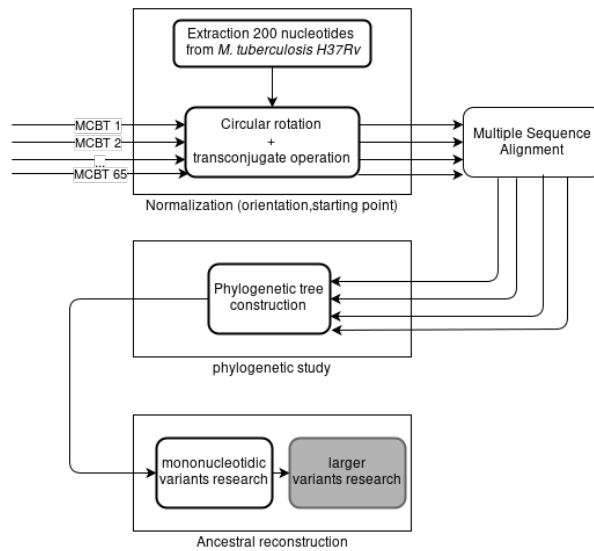 Extraction 200 nucleotides
from M. tuberculosis H37Rv
MCBT 1
MCBT 2
...
MCBT 65
Circular rotation
+
transconjugate operation
Multiple Sequence
Alignment
Normalization (orientation,starting point)
Phylogenetic tree
construction
phylogenetic study
mononucleotidic
variants research
larger
variants research
Ancestral reconstruction